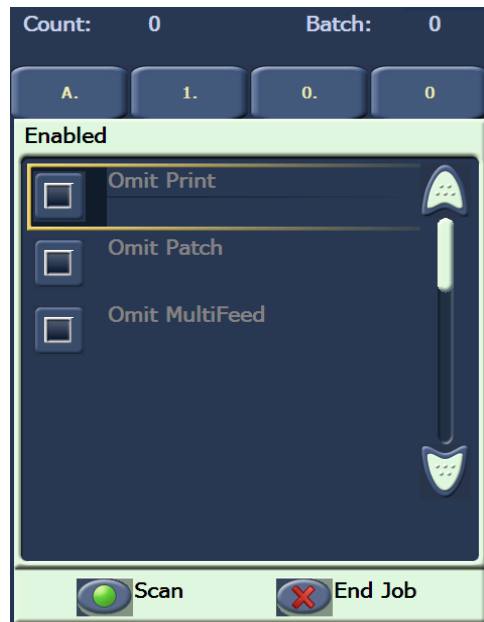 Count: 0 Batch: 0
A. 1. 0. 0
Enabled
Omit Print
Omit Patch
Omit MultiFeed
Scan End Job